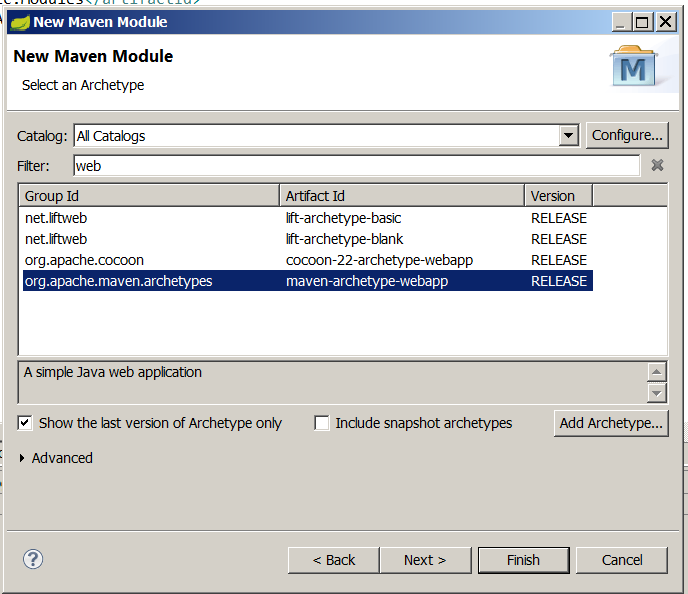 c.Modules</artifactId>
New Maven Module
New Maven Module
Select an Archetype
M
Catalog: All Catalogs Configure...
Filter: web
Group Id Artifact Id Version
net.liftweb lift-archetype-basic RELEASE
net.liftweb lift-archetype-blank RELEASE
org.apache.cocoon cocoon-22-archetype-webapp RELEASE
org.apache.maven.archetypes maven-archetype-webapp RELEASE
A simple Java web application
Show the last version of Archetype only Include snapshot archetypes Add Archetype...
Advanced
? < Back Next > Finish Cancel